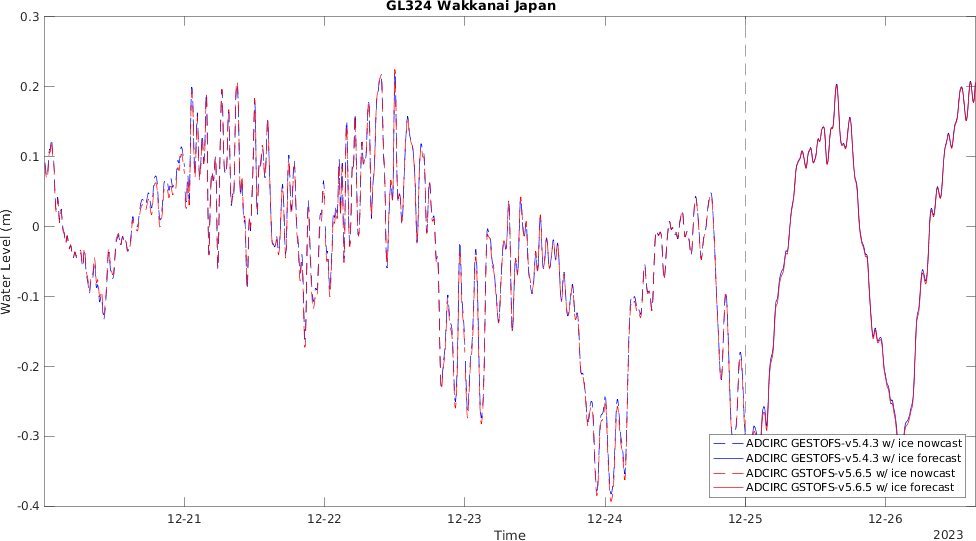 GL324 Wakkanai Japan
0.3
0.2
0.1
0
-0.1
-0.2
-0.3
-0.4
Water Level (m)
ADCIRC GESTOFS-v5.4.3 w/ ice nowcast
ADCIRC GESTOFS-v5.4.3 w/ ice forecast
ADCIRC GSTOFS-v5.6.5 w/ ice nowcast
ADCIRC GSTOFS-v5.6.5 w/ ice forecast
12-21 12-22 12-23 12-24 12-25 12-26
Time
2023